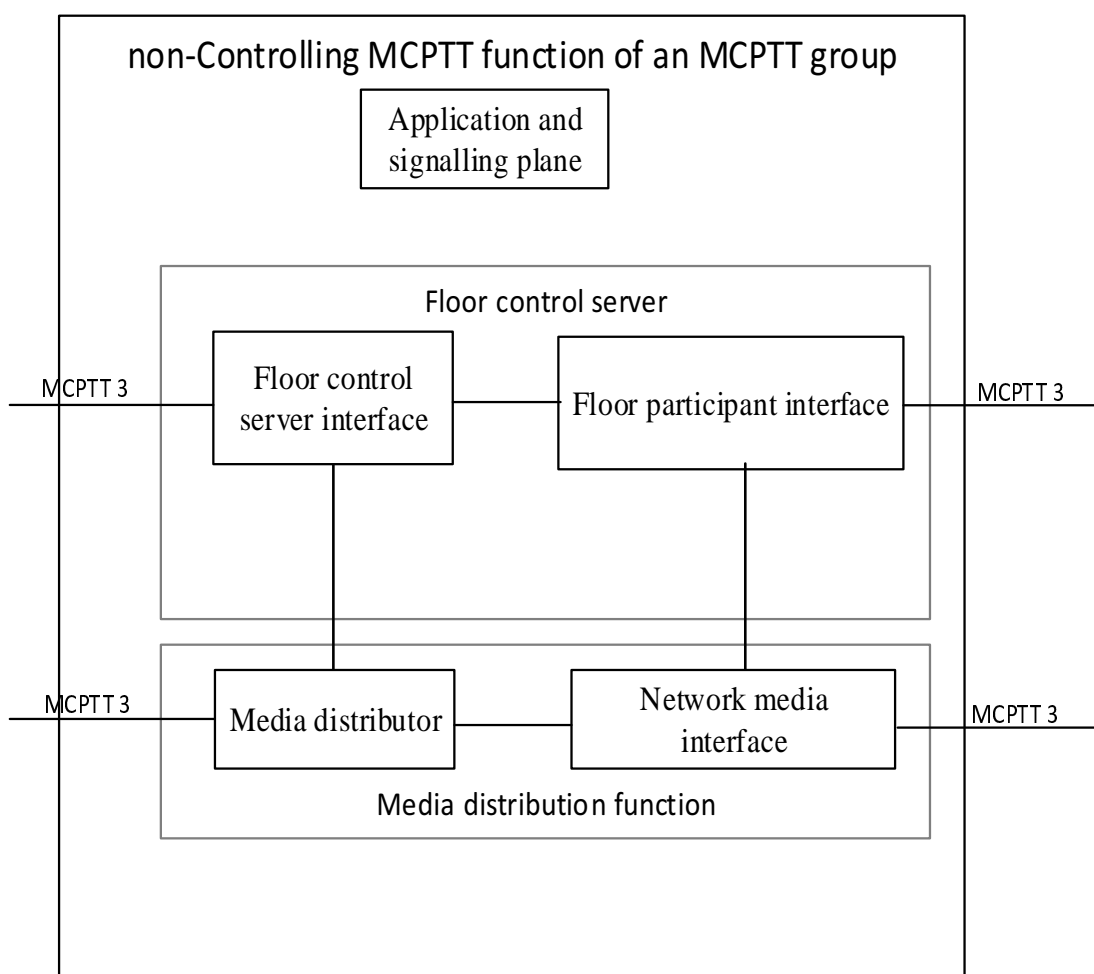 non-Controlling MCPTT function of an MCPTT group
Application and
signalling plane
Floor control server
Floor control
server interface
Floor participant interface
MCPTT 3
MCPTT 3
Media distributor
Network media
interface
MCPTT 3
MCPTT 3
Media distribution function